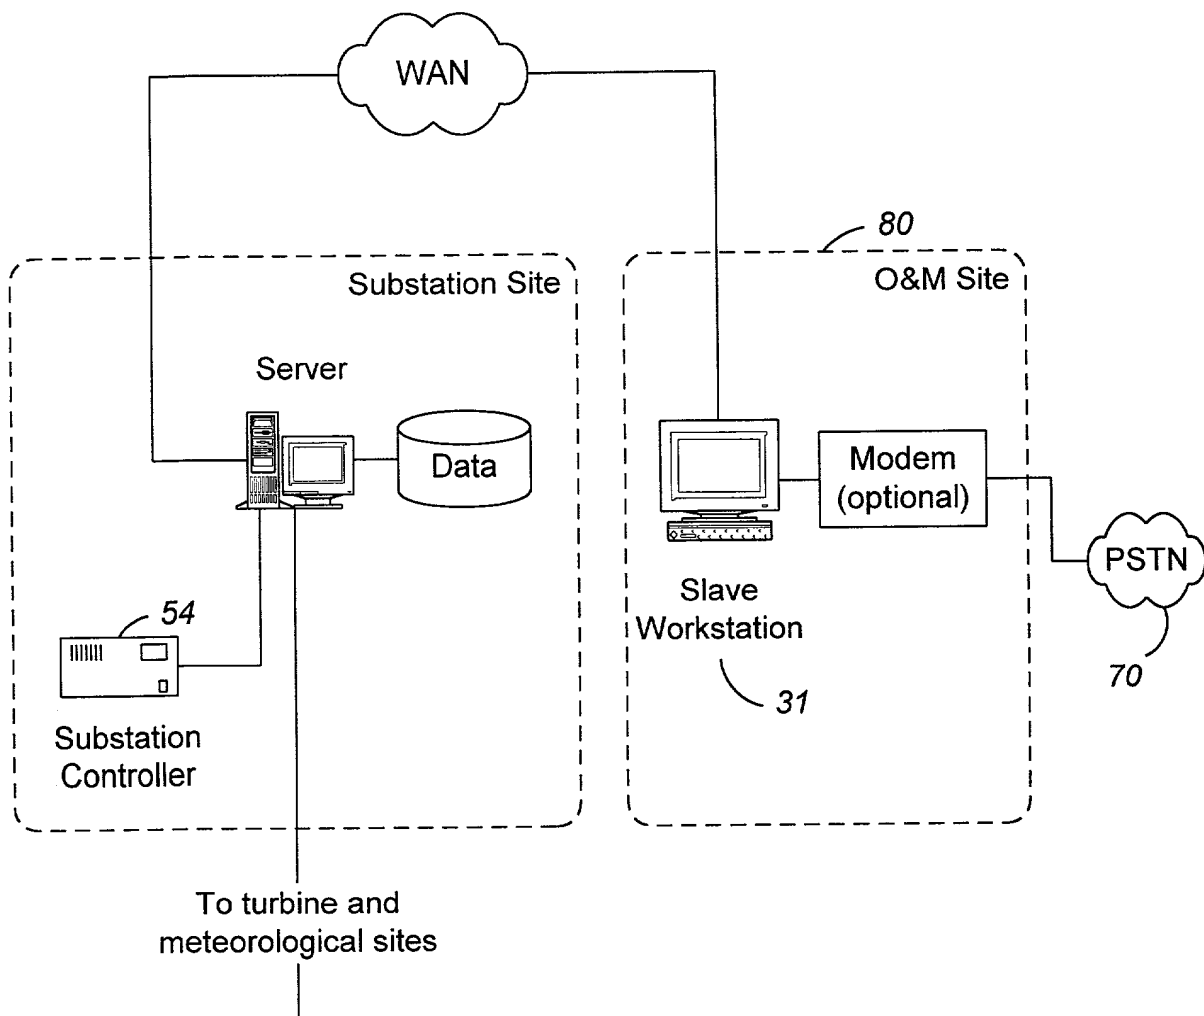 WAN
80
Substation Site
O&M Site
Server
Data
Modem
(optional)
PSTN
Slave
Workstation
54
70
31
Substation
Controller
To turbine and
meteorological sites